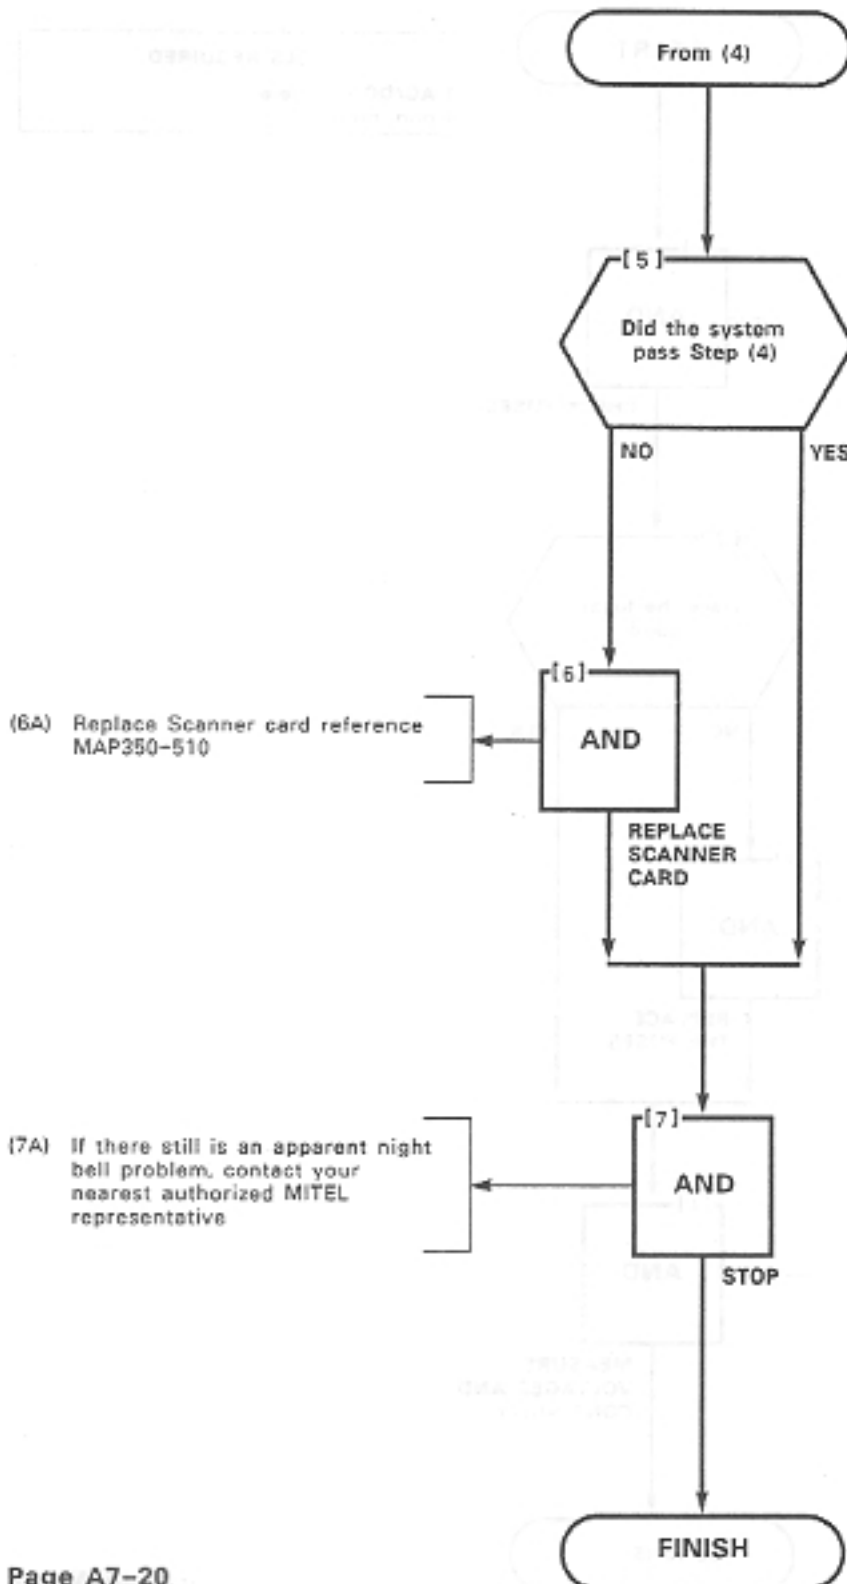 From (4)
[5]
Did the system
pass Step (4)
NO
YES
[6]
AND
(6A) Replace Scanner card reference
MAP350-510
REPLACE
SCANNER
CARD
[7]
AND
(7A) If there still is an apparent night
bell problem, contact your
nearest authorized MITEL
representative
STOP
FINISH
Page A7-20